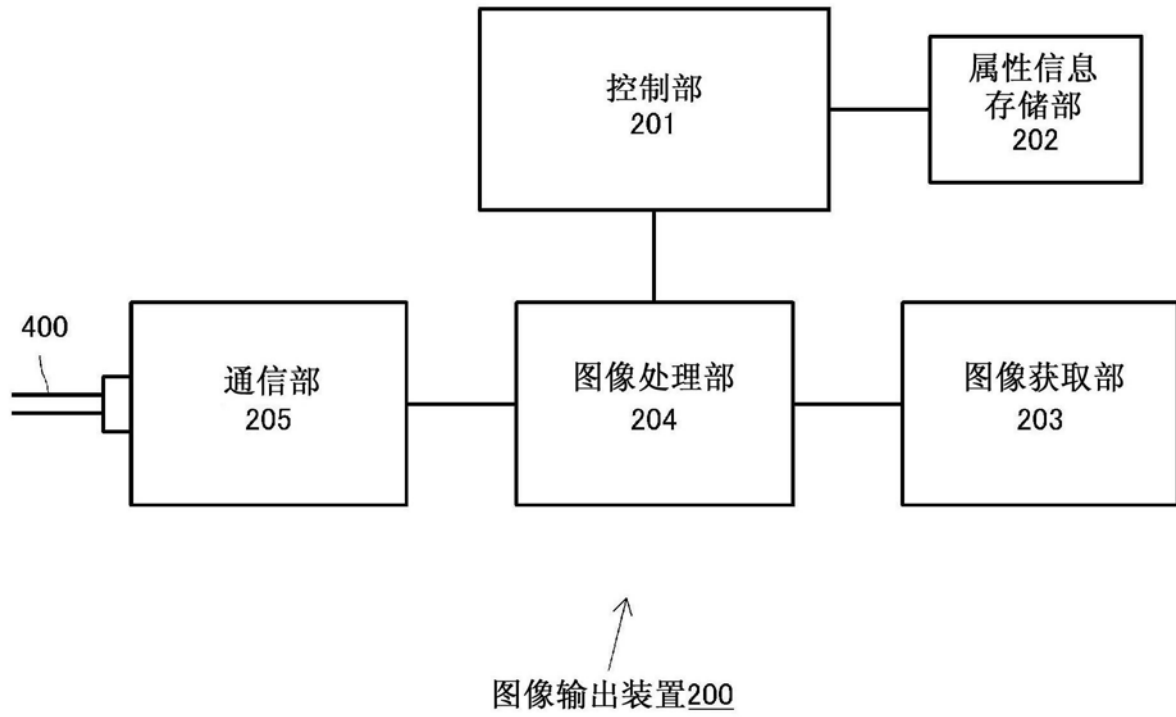 控制部
201
属性信息
存储部
202
400
通信部
205
图像处理部
204
图像获取部
203
图像输出装置200